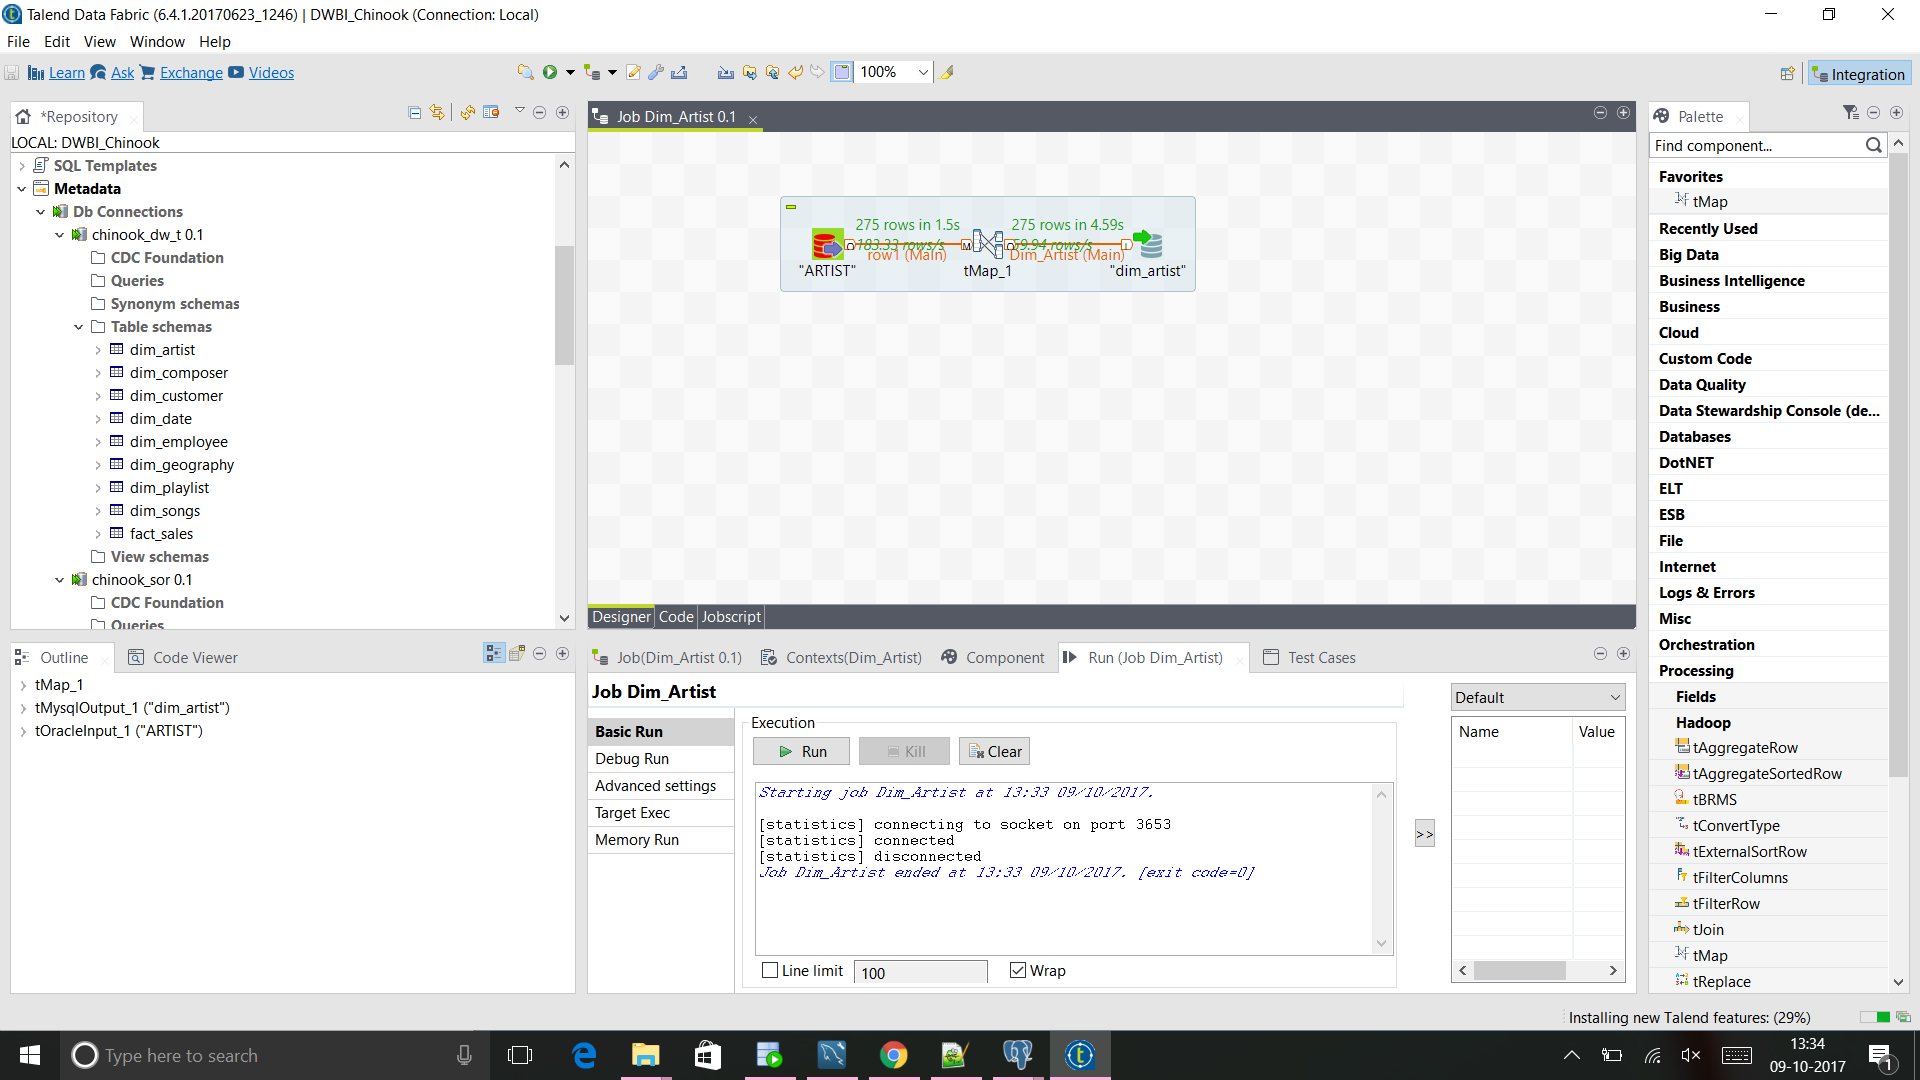 Talend Data Fabric (6.4.1.20170623_1246) | DWBI_Chinook (Connection: Local)
File Edit View Window Help
Learn Ask Exchange Videos
100%
Integration
*Repository
LOCAL: DWBI_Chinook
SQL Templates
Metadata
Db Connections
chinook_dw_t 0.1
CDC Foundation
Queries
Synonym schemas
Table schemas
dim_artist
dim_composer
dim_customer
dim_date
dim_employee
dim_geography
dim_playlist
dim_songs
fact_sales
View schemas
chinook_sor 0.1
CDC Foundation
Queries
Job Dim_Artist 0.1
275 rows in 1.5s
183.33 rows/s
row1 (Main)
275 rows in 4.59s
59.94 rows/s
Dim_Artist (Main)
"ARTIST"
tMap_1
"dim_artist"
Designer Code Jobscript
Palette
Find component...
Favorites
tMap
Recently Used
Big Data
Business Intelligence
Business
Cloud
Custom Code
Data Quality
Data Stewardship Console (de...
Databases
DotNET
ELT
ESB
File
Internet
Logs & Errors
Misc
Orchestration
Processing
Fields
Hadoop
tAggregateRow
tAggregateSortedRow
tBRMS
tConvertType
tExternalSortRow
tFilterColumns
tFilterRow
tJoin
tMap
tReplace
Outline Code Viewer
tMap_1
tMysqlOutput_1 ("dim_artist")
tOracleInput_1 ("ARTIST")
Job(Dim_Artist 0.1) Contexts(Dim_Artist) Component Run (Job Dim_Artist) Test Cases
Job Dim_Artist
Basic Run
Debug Run
Advanced settings
Target Exec
Memory Run
Execution
Run Kill Clear
Starting job Dim_Artist at 13:33 09/10/2017.
[statistics] connecting to socket on port 3653
[statistics] connected
[statistics] disconnected
Job Dim_Artist ended at 13:33 09/10/2017. [exit code=0]
Line limit 100 Wrap
>>
Default
Name Value
Installing new Talend features: (29%)
Type here to search
13:34
09-10-2017
1